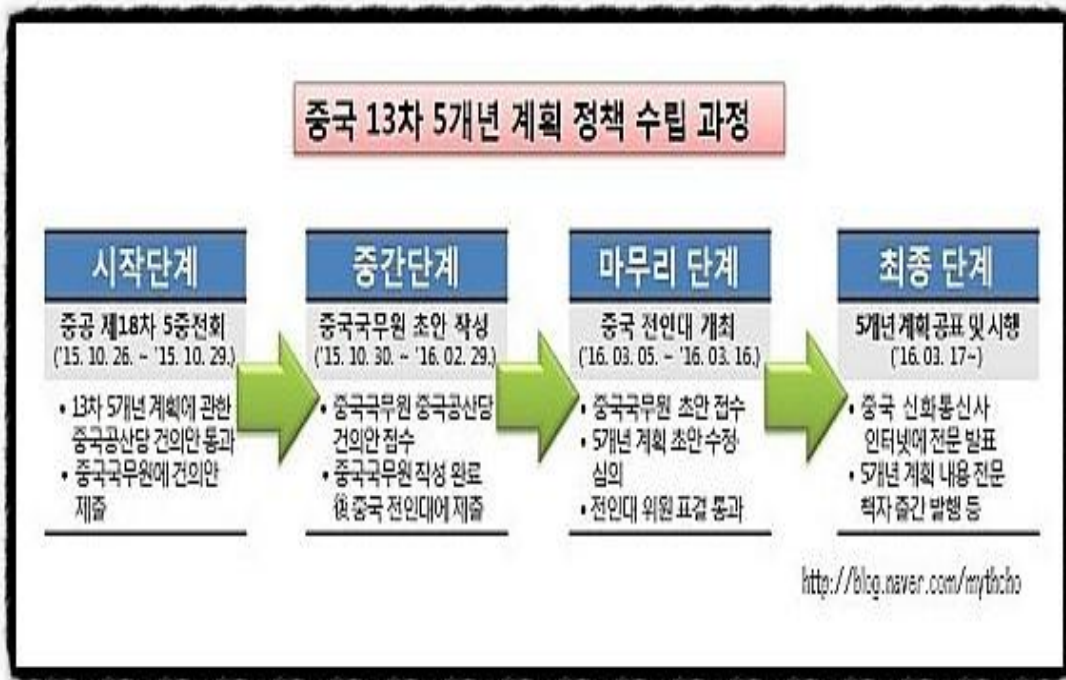 중국 13차 5개년 계획 정책 수립 과정
시작단계
중공 제18차 5중전회
('15. 10. 26. ~ '15. 10. 29.)
• 13차 5개년 계획에 관한
중국공산당 건의안 통과
• 중국국무원에 건의안
제출
중간단계
중국국무원 초안 작성
('15. 10. 30. ~ '16. 02. 29.)
• 중국국무원 중국공산당
건의안 접수
• 중국국무원 작성 완료
後 중국 전인대에 제출
마무리 단계
중국 전인대 개최
('16. 03. 05. ~ '16. 03. 16.)
• 중국국무원 초안 접수
• 5개년 계획 초안 수정·
심의
• 전인대 위원 표결 통과
최종 단계
5개년 계획 공표 및 시행
('16. 03. 17~)
• 중국 신화통신사
인터넷에 전문 발표
• 5개년 계획 내용 전문
책자 출간 발행 등
http://blog.naver.com/mythcho